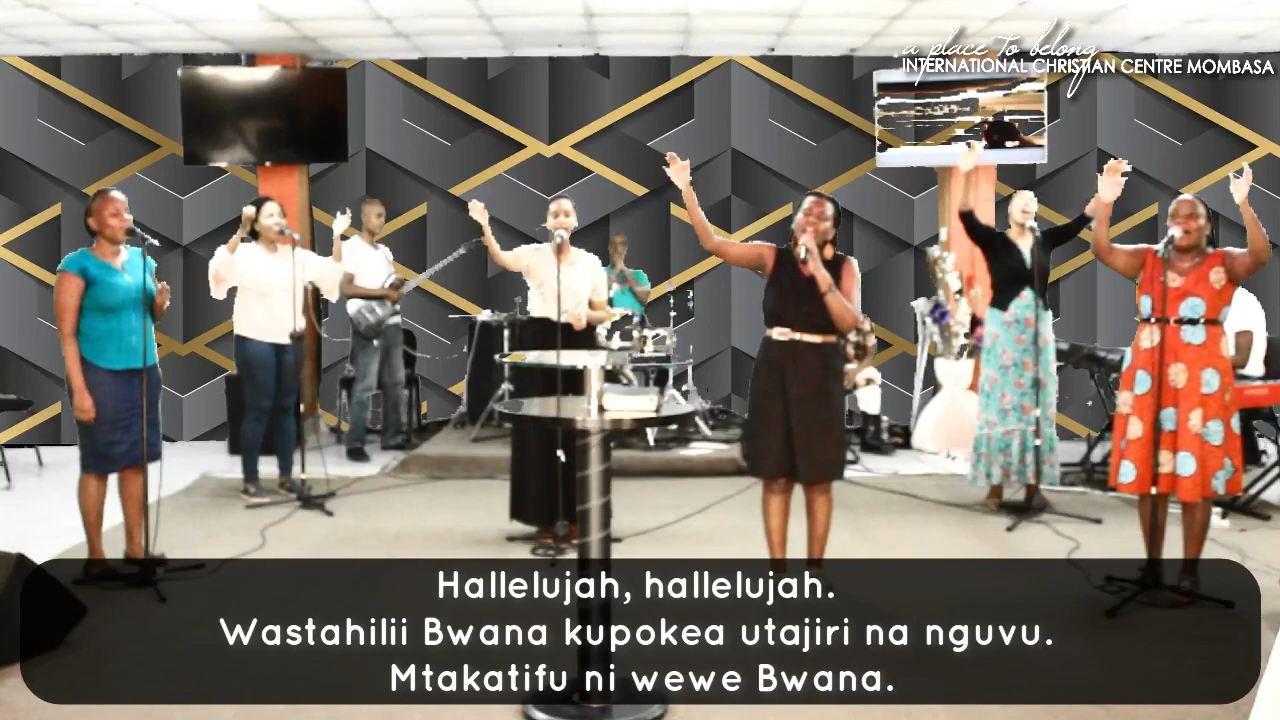 a place to belong
INTERNATIONAL CHRISTIAN CENTRE MOMBASA
Hallelujah, hallelujah.
Wastahilii Bwana kupokea utajiri na nguvu.
Mtakatifu ni wewe Bwana.